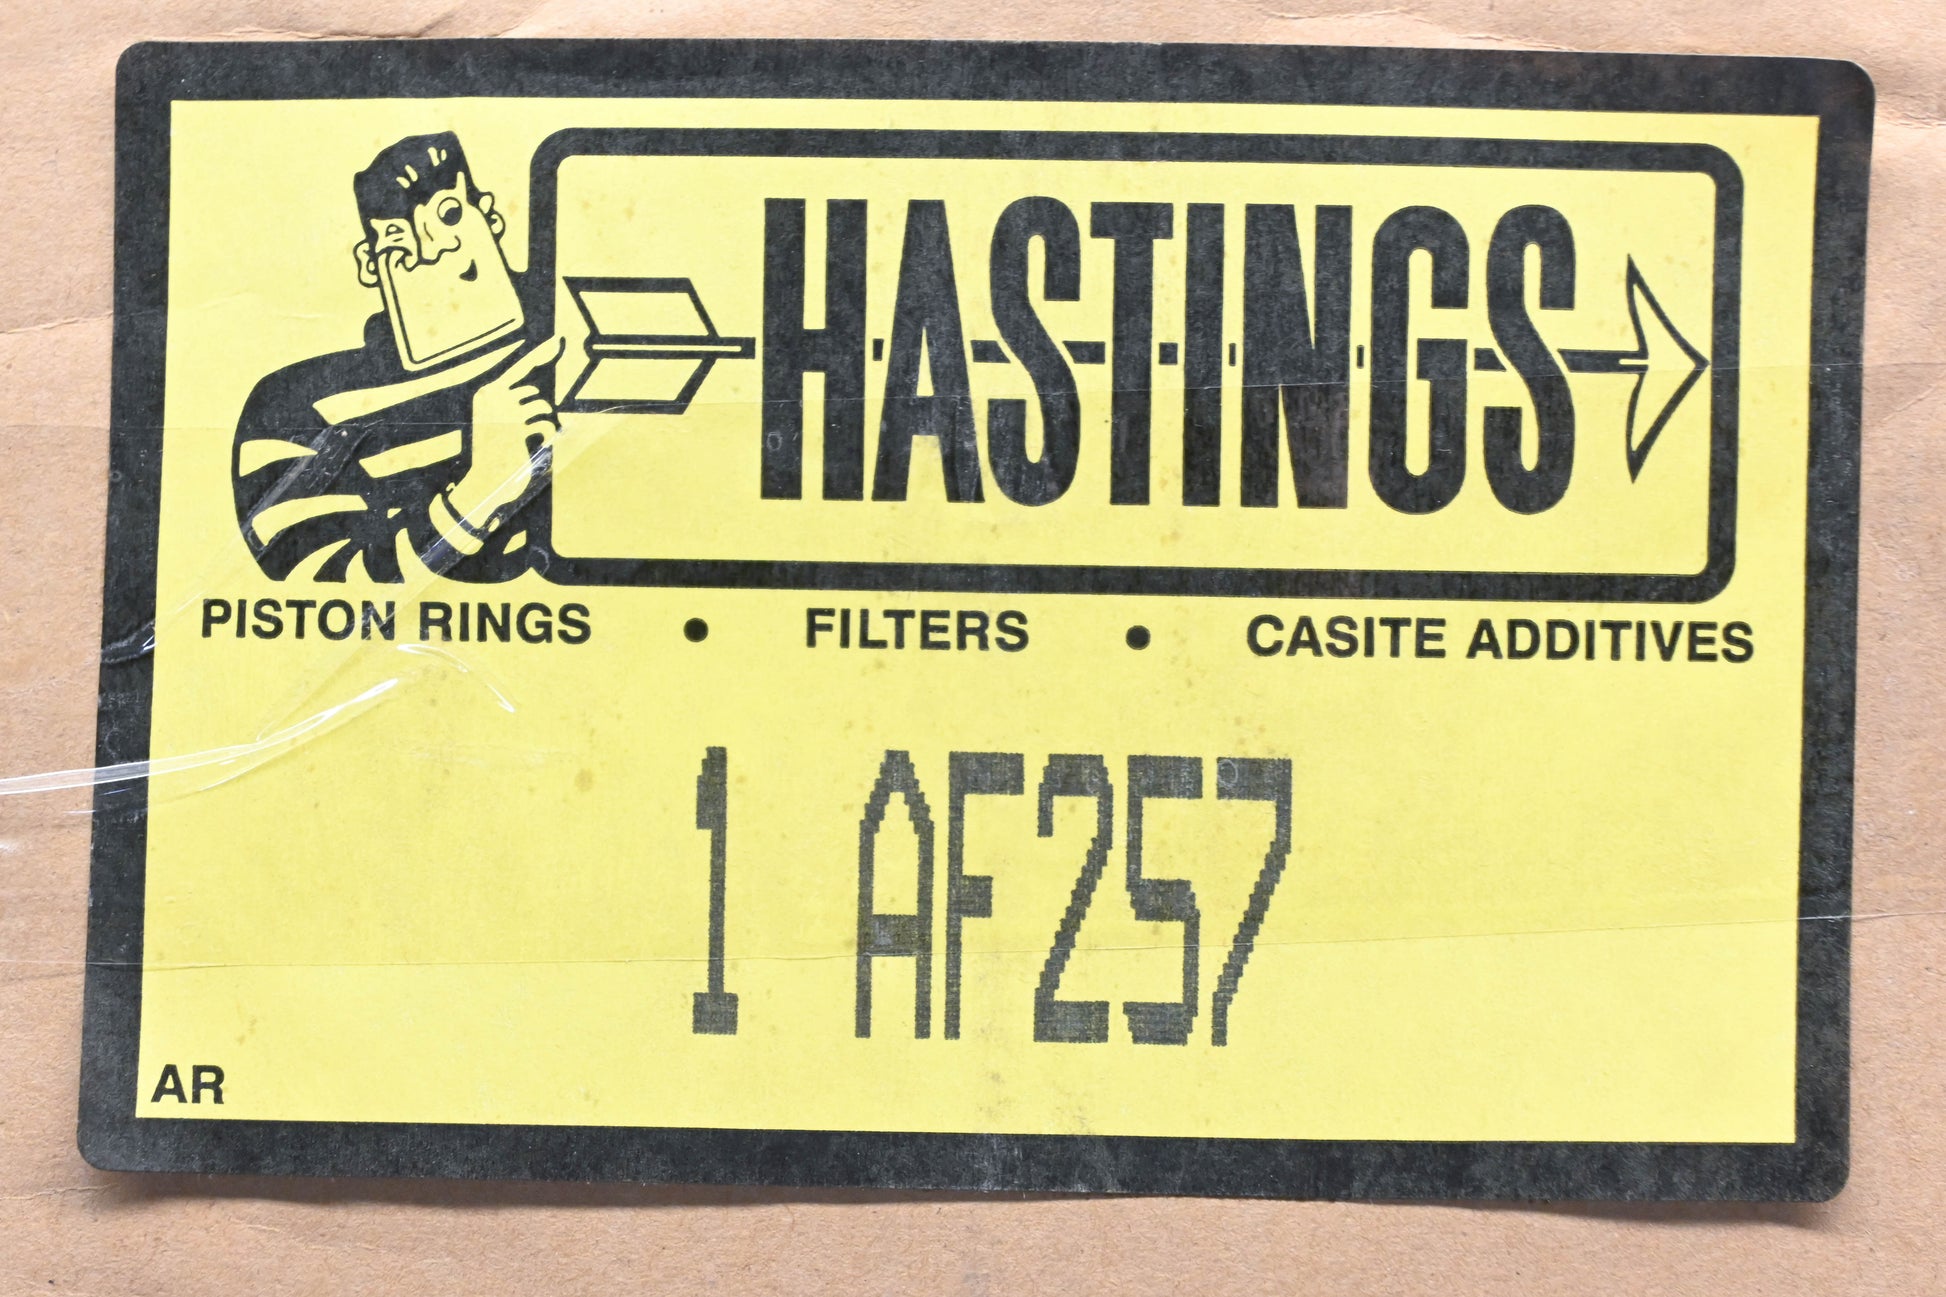 HASTINGS
PISTON RINGS • FILTERS • CASITE ADDITIVES
1 AF257
AR